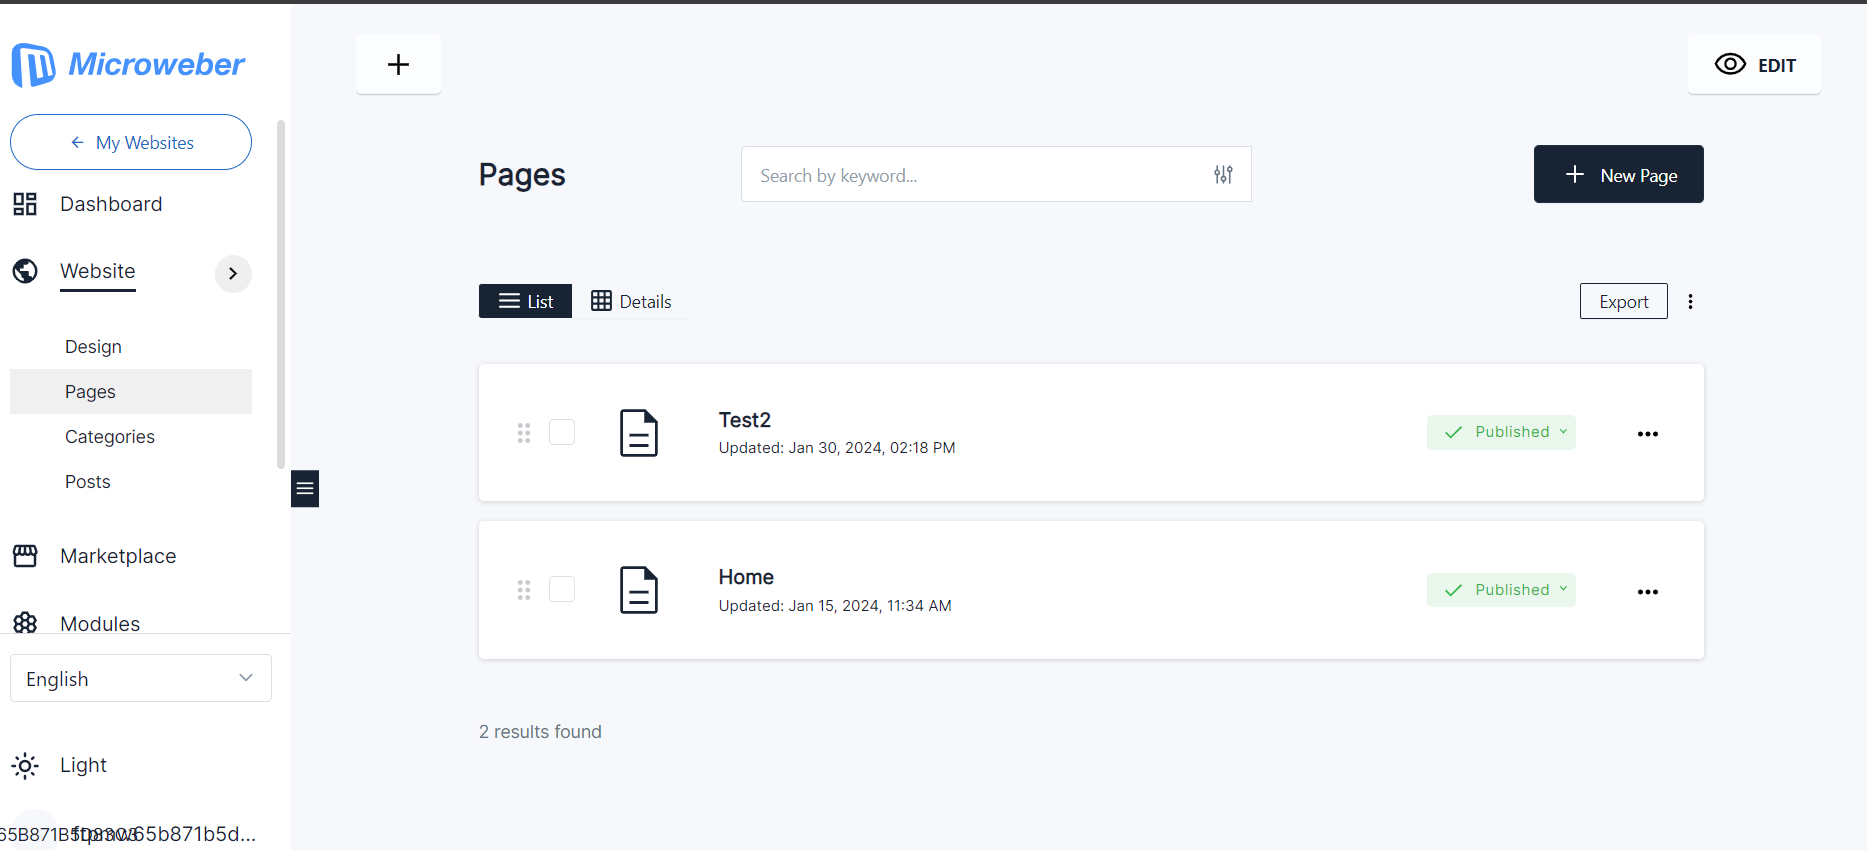 Microweber
My Websites
Dashboard
Website
Design
Pages
Categories
Posts
Marketplace
Modules
English
Light
EDIT
Pages
Search by keyword...
New Page
List
Details
Export
Test2
Updated: Jan 30, 2024, 02:18 PM
Published
Home
Updated: Jan 15, 2024, 11:34 AM
Published
2 results found